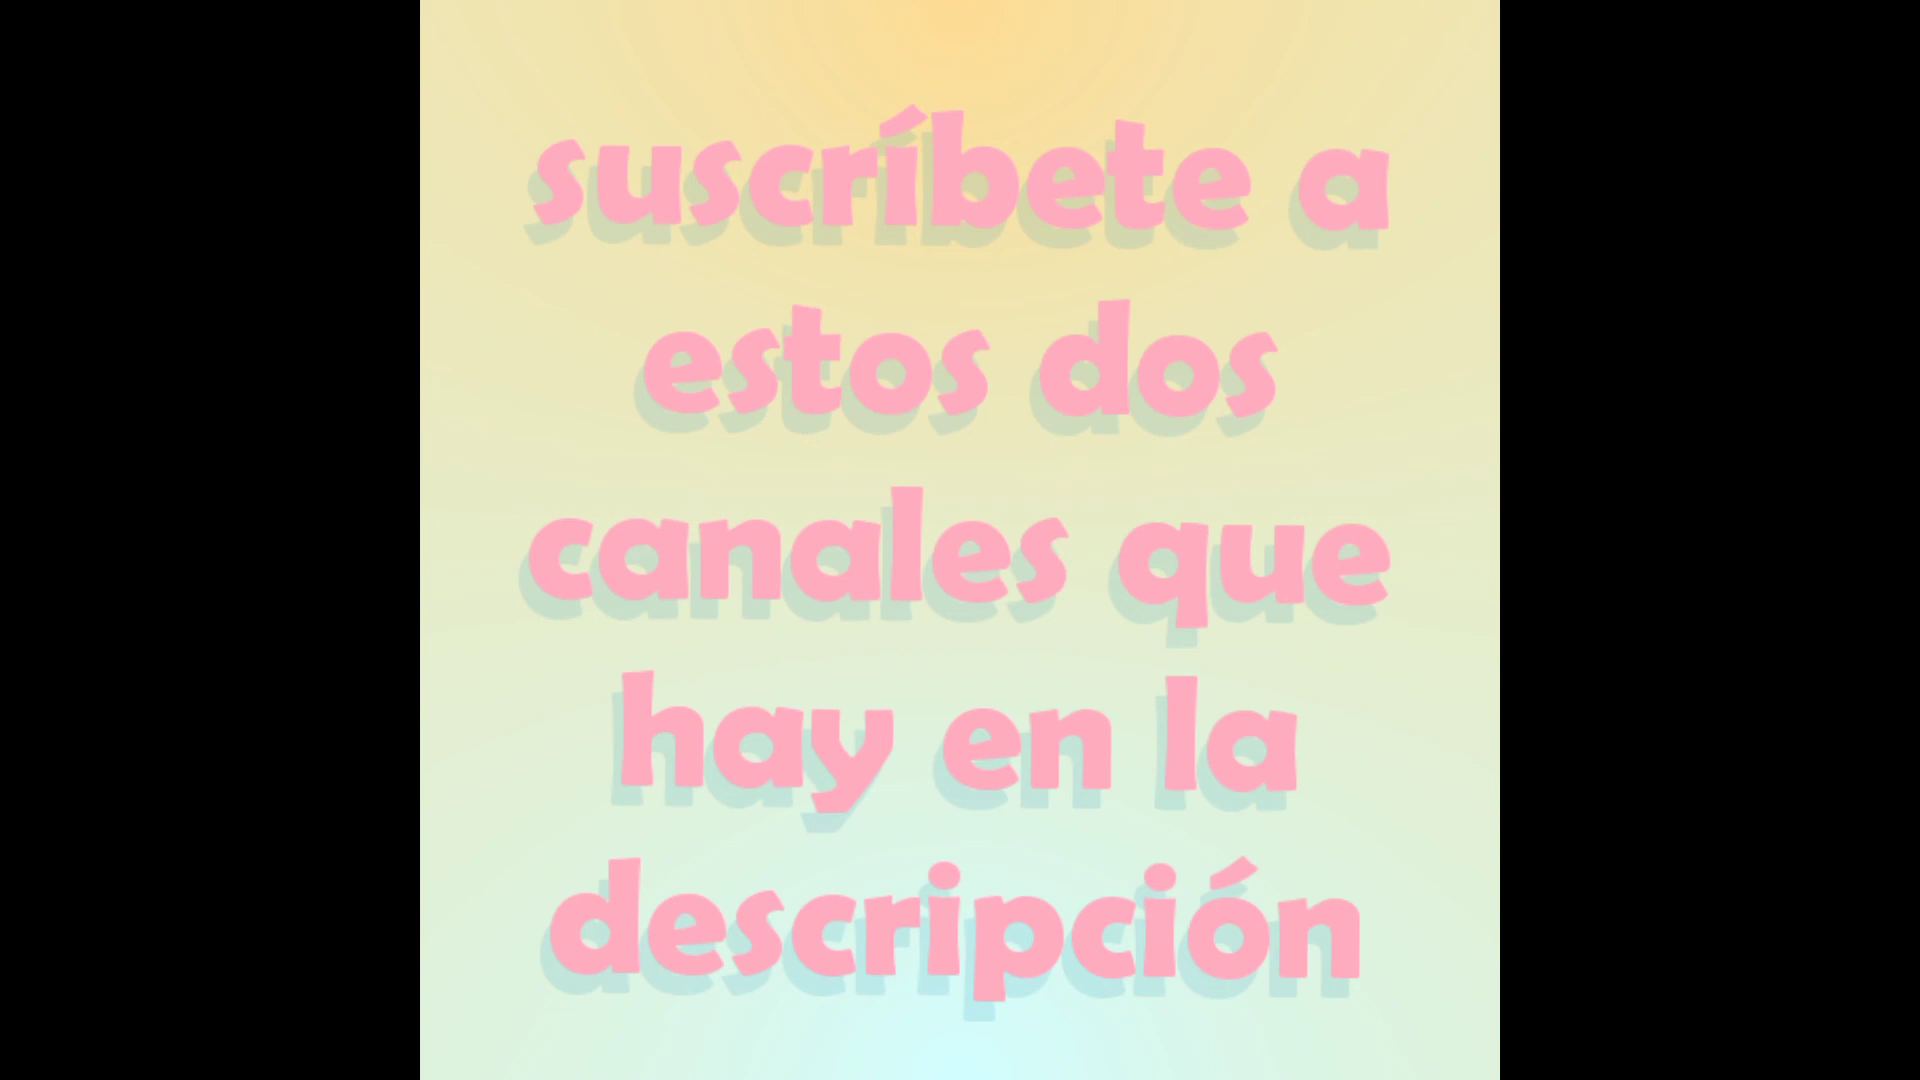 suscríbete a
estos dos
canales que
hay en la
descripción